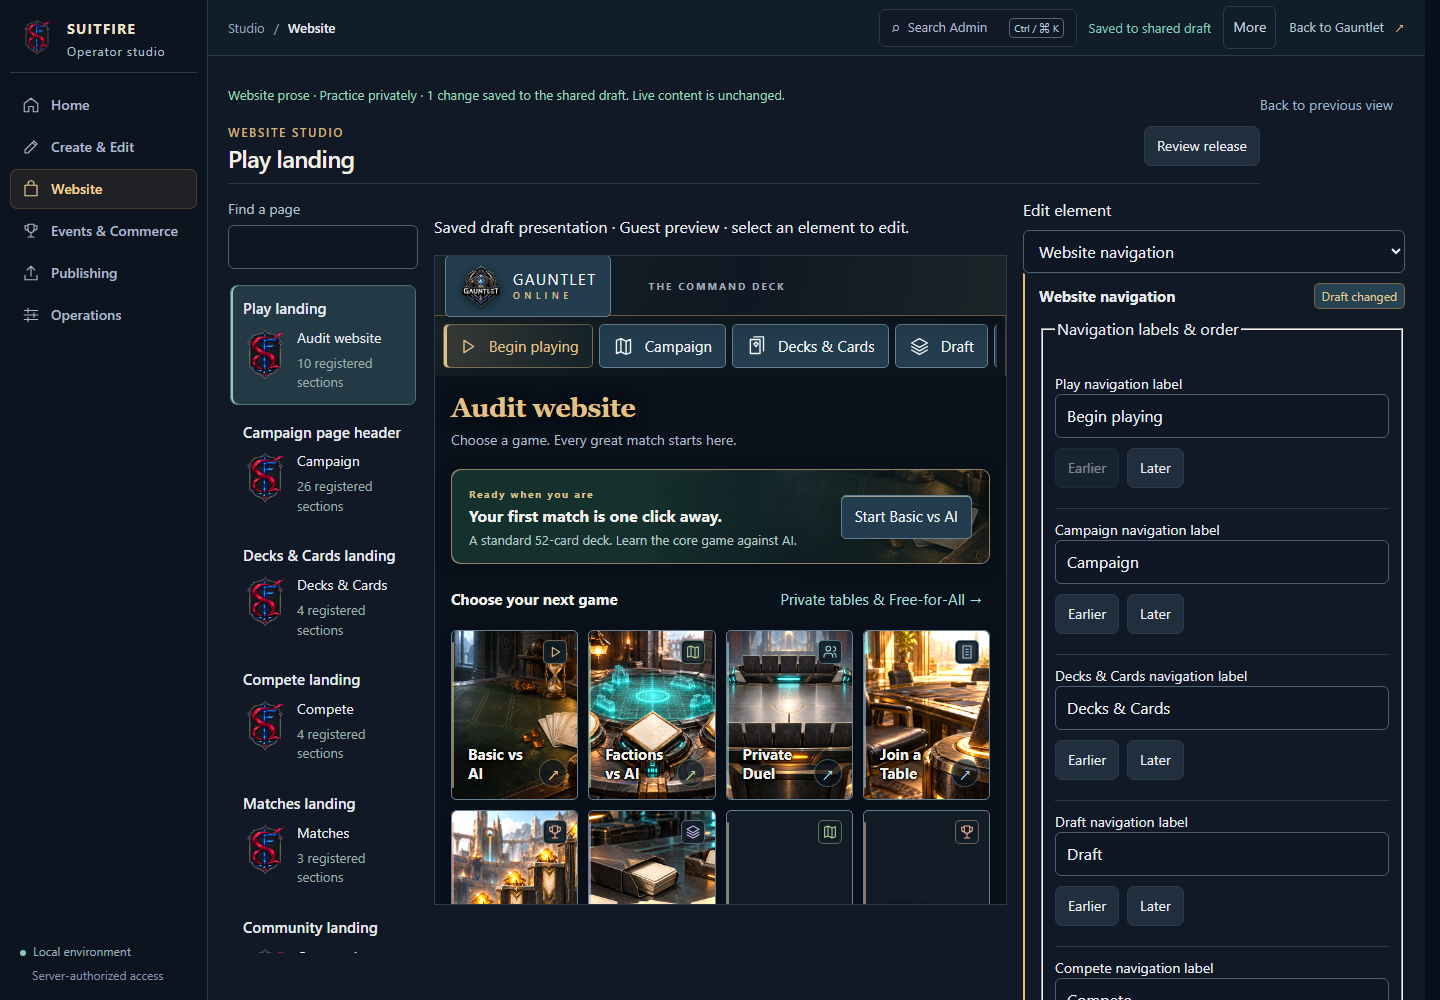 SUITFIRE
Operator studio
Home
Create & Edit
Website
Events & Commerce
Publishing
Operations
Local environment
Server-authorized access
Studio / Website
Search Admin Ctrl / ⌘ K
Saved to shared draft
More
Back to Gauntlet ↗
Website prose · Practice privately · 1 change saved to the shared draft. Live content is unchanged.
Back to previous view
WEBSITE STUDIO
Play landing
Review release
Find a page
Play landing
Audit website
10 registered
sections
Campaign page header
Campaign
26 registered
sections
Decks & Cards landing
Decks & Cards
4 registered
sections
Compete landing
Compete
4 registered
sections
Matches landing
Matches
3 registered
sections
Community landing
Saved draft presentation · Guest preview · select an element to edit.
GAUNTLET
GAUNTLET
ONLINE
THE COMMAND DECK
Begin playing
Campaign
Decks & Cards
Draft
Audit website
Choose a game. Every great match starts here.
Ready when you are
Your first match is one click away.
A standard 52-card deck. Learn the core game against AI.
Start Basic vs AI
Choose your next game
Private tables & Free-for-All →
Basic vs
AI
↗
Factions
vs AI
↗
Private
Duel
↗
Join a
Table
↗
Edit element
Website navigation
Website navigation
Draft changed
Navigation labels & order
Play navigation label
Begin playing
Earlier
Later
Campaign navigation label
Campaign
Earlier
Later
Decks & Cards navigation label
Decks & Cards
Earlier
Later
Draft navigation label
Draft
Earlier
Later
Compete navigation label
Compete